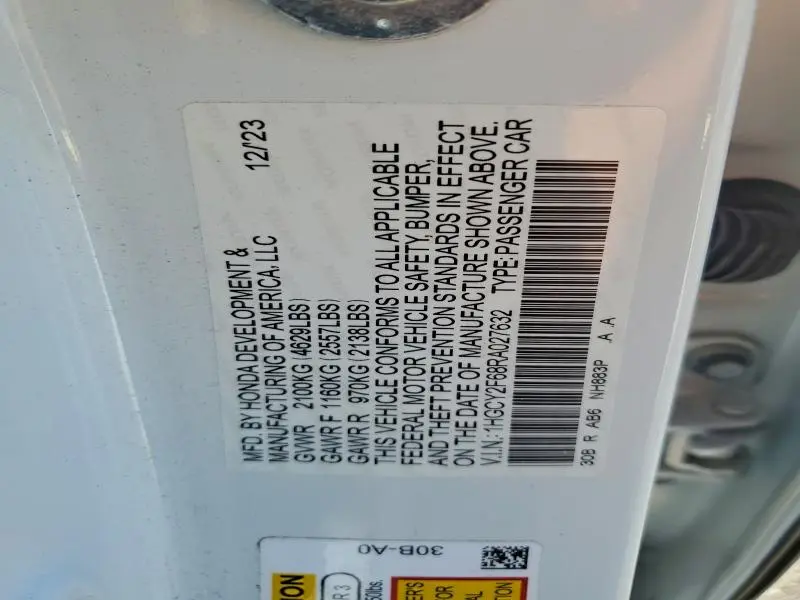 MFD. BY HONDA DEVELOPMENT & 12/23
MANUFACTURING OF AMERICA, LLC
GVWR 2100KG (4629LBS)
GAWR F 1160KG (2557LBS)
GAWR R 970KG (2138LBS)
THIS VEHICLE CONFORMS TO ALL APPLICABLE
FEDERAL MOTOR VEHICLE SAFETY, BUMPER,
AND THEFT PREVENTION STANDARDS IN EFFECT
ON THE DATE OF MANUFACTURE SHOWN ABOVE.
V.I.N.: 1HGCY2F68RA027632 TYPE: PASSENGER CAR
30B R AB6 NH883P A A
30B-A0
R 3